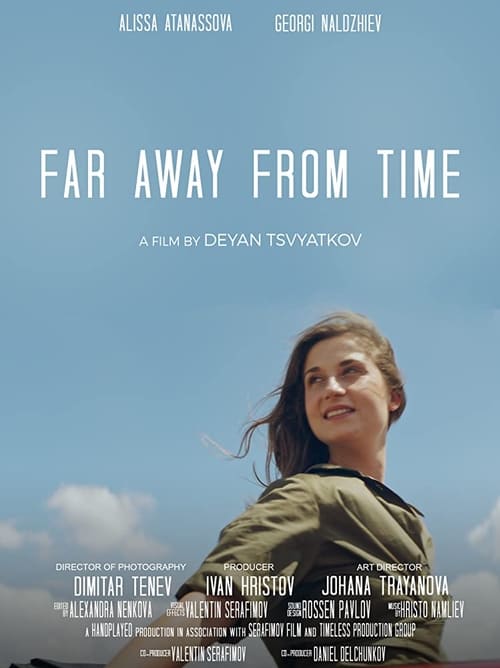 ALISSA ATANASSOVA GEORGI NALDZHIEV
FAR AWAY FROM TIME
A FILM BY DEYAN TSVYATKOV
DIRECTOR OF PHOTOGRAPHY PRODUCER ART DIRECTOR
DIMITAR TENEV IVAN HRISTOV JOHANA TRAYANOVA
EDITED BY ALEXANDRA NENKOVA VISUAL EFFECTS VALENTIN SERAFIMOV SOUND DESIGN ROSSEN PAVLOV MUSIC BY HRISTO NAMLIEV
A HANDPLAYED PRODUCTION IN ASSOCIATION WITH SERAFIMOV FILM AND TIMELESS PRODUCTION GROUP
CO-PRODUCER VALENTIN SERAFIMOV CO-PRODUCER DANIEL DELCHUNKOV